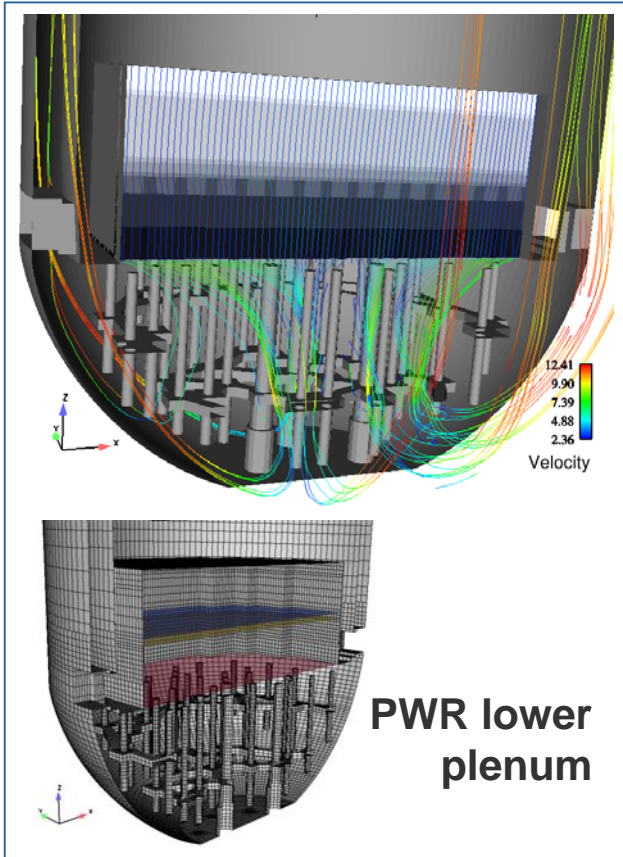 12.41
9.90
7.39
4.88
2.36
Velocity
Z
Y
X
PWR lower
plenum
Z
Y
X